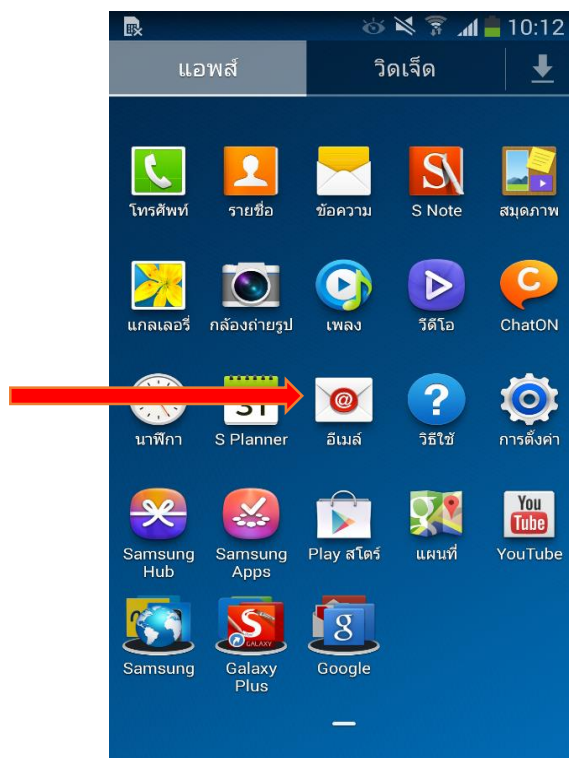 10:12
แอพส์ วิดเจ็ต
โทรศัพท์ รายชื่อ ข้อความ S Note สมุดภาพ
แกลเลอรี่ กล้องถ่ายรูป เพลง วีดีโอ ChatON
นาฬิกา S Planner อีเมล์ วิธีใช้ การตั้งค่า
Samsung Samsung Play สโตร์ แผนที่ YouTube
Hub Apps
Samsung Galaxy Google
Plus